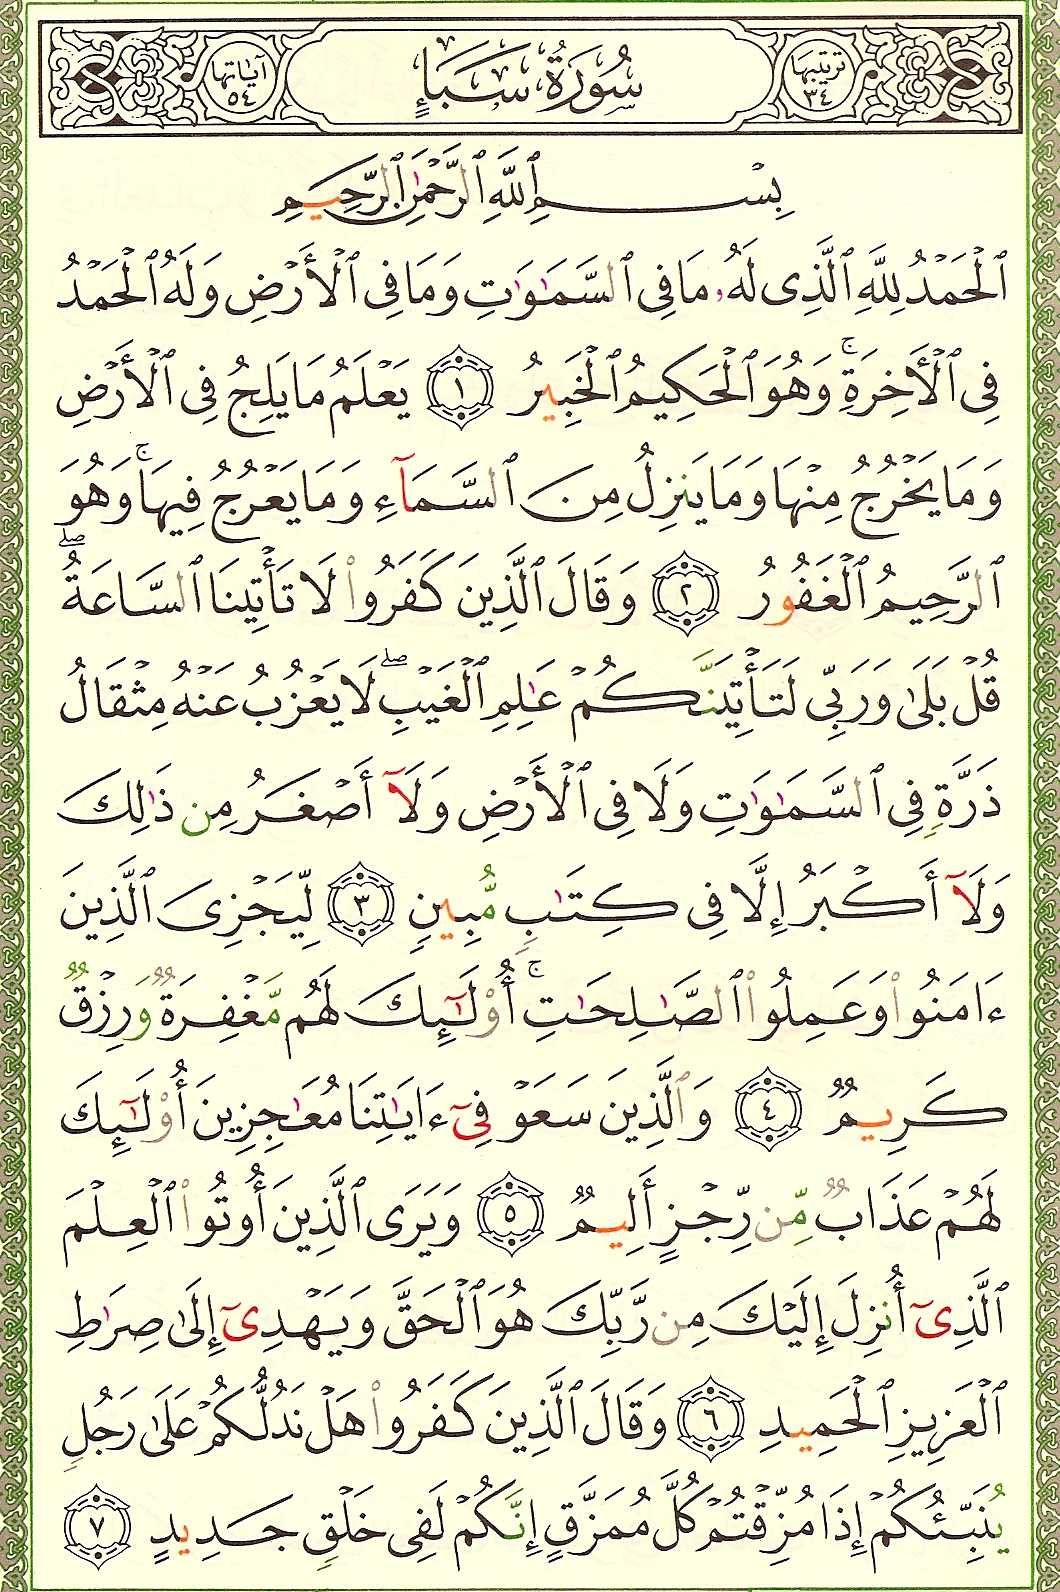 ترتيبها ٣٤ سُورَةُ سَبَإٍ آيَاتها ٥٤
بِسْمِ ٱللَّهِ ٱلرَّحْمَٰنِ ٱلرَّحِيمِ
ٱلْحَمْدُ لِلَّهِ ٱلَّذِى لَهُۥ مَا فِى ٱلسَّمَٰوَٰتِ وَمَا فِى ٱلْأَرْضِ وَلَهُ ٱلْحَمْدُ
فِى ٱلْأَخِرَةِ ۚ وَهُوَ ٱلْحَكِيمُ ٱلْخَبِيرُ ١ يَعْلَمُ مَا يَلِجُ فِى ٱلْأَرْضِ
وَمَا يَخْرُجُ مِنْهَا وَمَا يَنزِلُ مِنَ ٱلسَّمَآءِ وَمَا يَعْرُجُ فِيهَا ۚ وَهُوَ
ٱلرَّحِيمُ ٱلْغَفُورُ ٢ وَقَالَ ٱلَّذِينَ كَفَرُوا۟ لَا تَأْتِينَا ٱلسَّاعَةُ ۖ
قُلْ بَلَىٰ وَرَبِّى لَتَأْتِيَنَّكُمْ عَٰلِمِ ٱلْغَيْبِ ۖ لَا يَعْزُبُ عَنْهُ مِثْقَالُ
ذَرَّةٍ فِى ٱلسَّمَٰوَٰتِ وَلَا فِى ٱلْأَرْضِ وَلَآ أَصْغَرُ مِن ذَٰلِكَ
وَلَآ أَكْبَرُ إِلَّا فِى كِتَٰبٍ مُّبِينٍ ٣ لِّيَجْزِىَ ٱلَّذِينَ
ءَامَنُوا۟ وَعَمِلُوا۟ ٱلصَّٰلِحَٰتِ ۚ أُو۟لَٰٓئِكَ لَهُم مَّغْفِرَةٌ وَرِزْقٌ
كَرِيمٌ ٤ وَٱلَّذِينَ سَعَوْ فِىٓ ءَايَٰتِنَا مُعَٰجِزِينَ أُو۟لَٰٓئِكَ
لَهُمْ عَذَابٌ مِّن رِّجْزٍ أَلِيمٌ ٥ وَيَرَى ٱلَّذِينَ أُوتُوا۟ ٱلْعِلْمَ
ٱلَّذِىٓ أُنزِلَ إِلَيْكَ مِن رَّبِّكَ هُوَ ٱلْحَقَّ وَيَهْدِىٓ إِلَىٰ صِرَٰطِ
ٱلْعَزِيزِ ٱلْحَمِيدِ ٦ وَقَالَ ٱلَّذِينَ كَفَرُوا۟ هَلْ نَدُلُّكُمْ عَلَىٰ رَجُلٍ
يُنَبِّئُكُمْ إِذَا مُزِّقْتُمْ كُلَّ مُمَزَّقٍ إِنَّكُمْ لَفِى خَلْقٍ جَدِيدٍ ٧